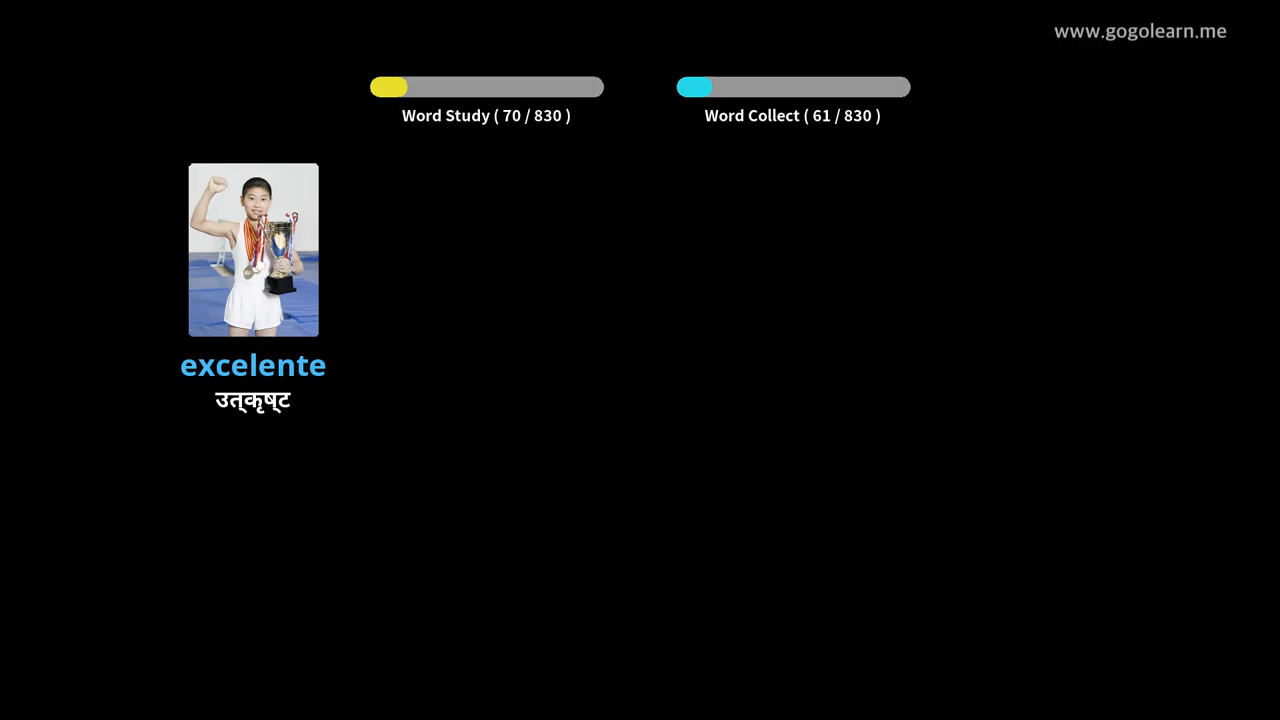 www.gogolearn.me
Word Study ( 70 / 830 )
Word Collect ( 61 / 830 )
excelente
उत्कृष्ट